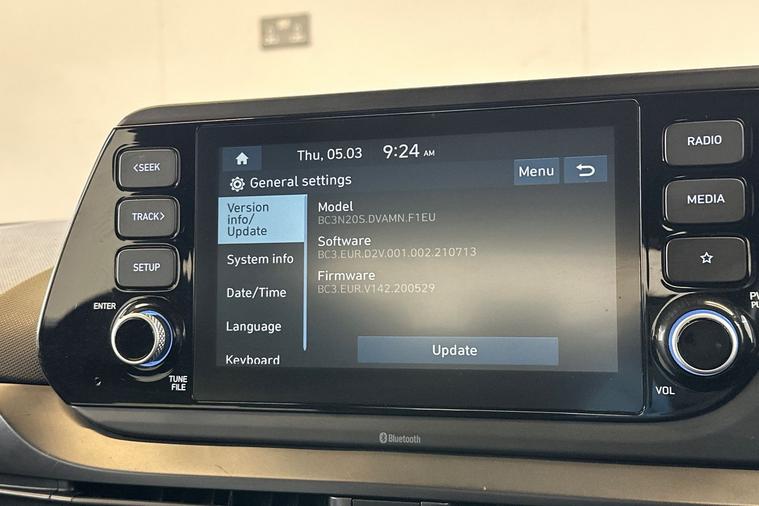 <SEEK
TRACK>
SETUP
ENTER
TUNE
FILE
Thu, 05.03 9:24 AM
General settings
Menu
Version
info/
Update
System info
Date/Time
Language
Keyboard
Model
BC3N20S.DVAMN.F1EU
Software
BC3.EUR.D2V.001.002.210713
Firmware
BC3.EUR.V142.200529
Update
RADIO
MEDIA
VOL
Bluetooth